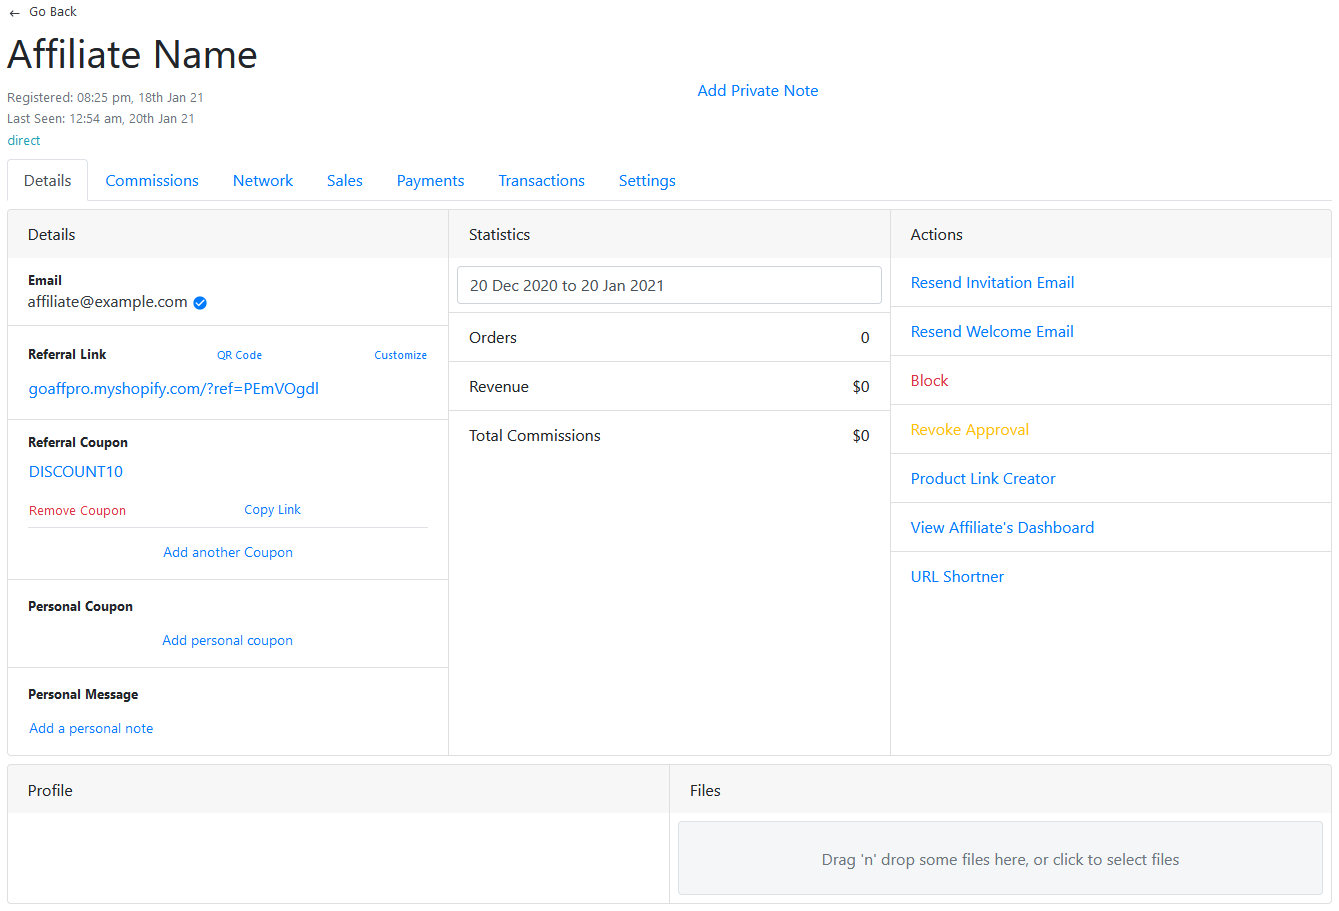 ← Go Back
Affiliate Name
Registered: 08:25 pm, 18th Jan 21
Last Seen: 12:54 am, 20th Jan 21
direct
Add Private Note
Details Commissions Network Sales Payments Transactions Settings
Details
Email
affiliate@example.com
Referral Link QR Code Customize
goaffpro.myshopify.com/?ref=PEmVOgdl
Referral Coupon
DISCOUNT10
Remove Coupon Copy Link
Add another Coupon
Personal Coupon
Add personal coupon
Personal Message
Add a personal note
Statistics
20 Dec 2020 to 20 Jan 2021
Orders 0
Revenue $0
Total Commissions $0
Actions
Resend Invitation Email
Resend Welcome Email
Block
Revoke Approval
Product Link Creator
View Affiliate's Dashboard
URL Shortner
Profile
Files
Drag 'n' drop some files here, or click to select files